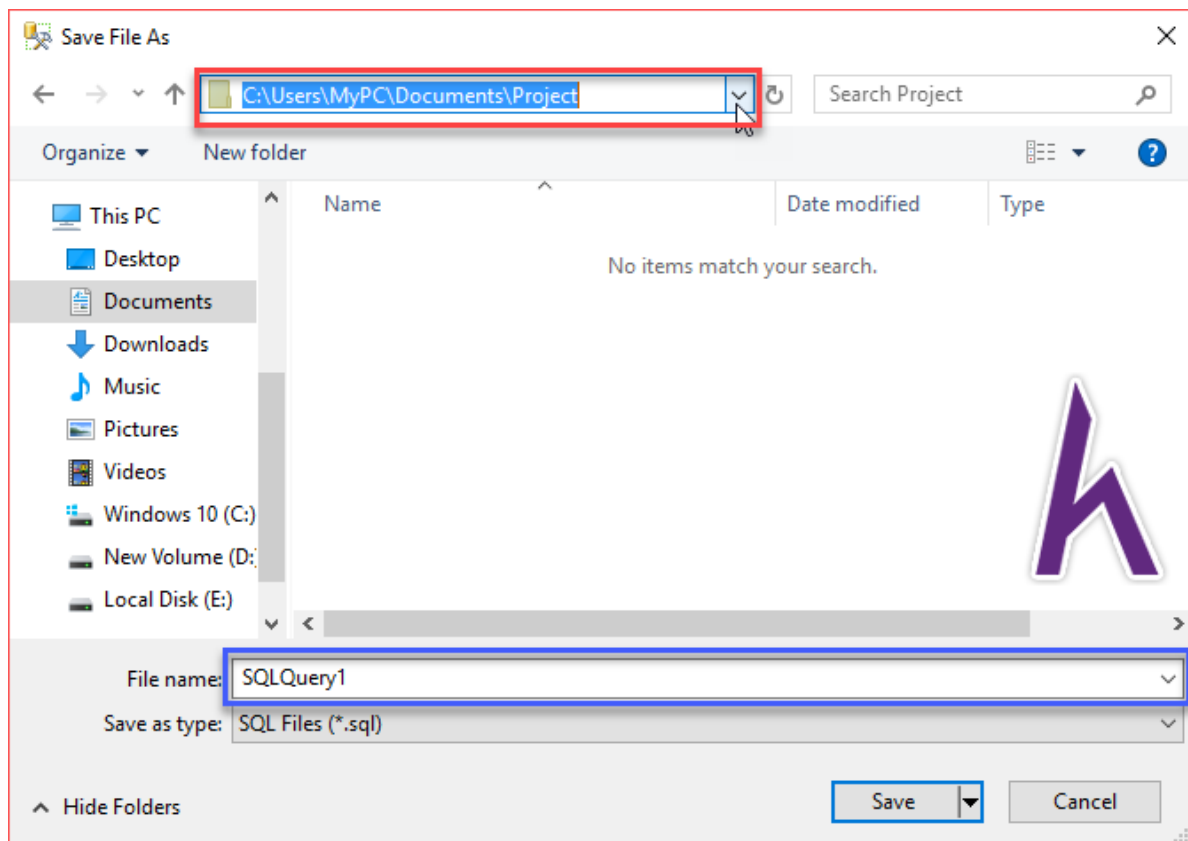 Save File As
C:\Users\MyPC\Documents\Project
Search Project
Organize
New folder
?
This PC
Name
Date modified
Type
Desktop
No items match your search.
Documents
Downloads
Music
Pictures
Videos
Windows 10 (C:)
New Volume (D:
Local Disk (E:)
h
File name: SQLQuery1
Save as type: SQL Files (*.sql)
Hide Folders
Save
Cancel